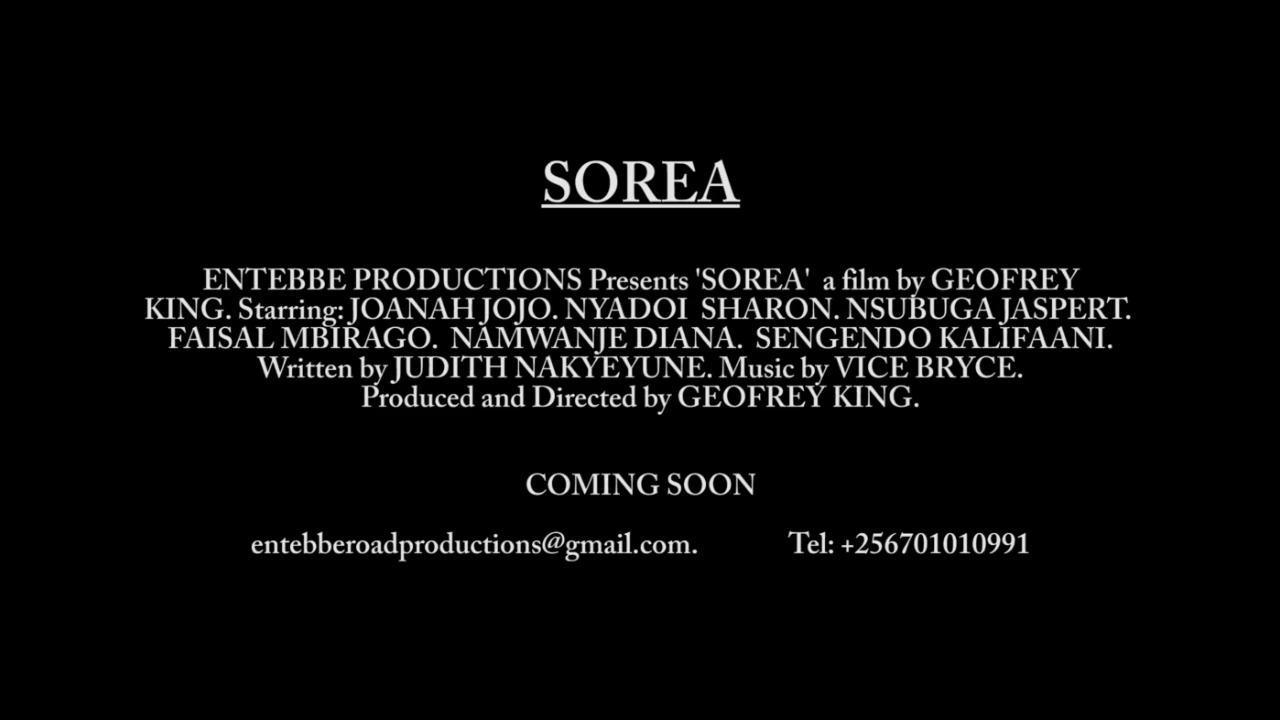 SOREA
ENTEBBE PRODUCTIONS Presents 'SOREA'  a film by GEOFREY
KING. Starring: JOANAH JOJO. NYADOI  SHARON. NSUBUGA JASPERT.
FAISAL MBIRAGO.  NAMWANJE DIANA.  SENGENDO KALIFAANI.
Written by JUDITH NAKYEYUNE. Music by VICE BRYCE.
Produced and Directed by GEOFREY KING.
COMING SOON
entebberoadproductions@gmail.com. Tel: +256701010991